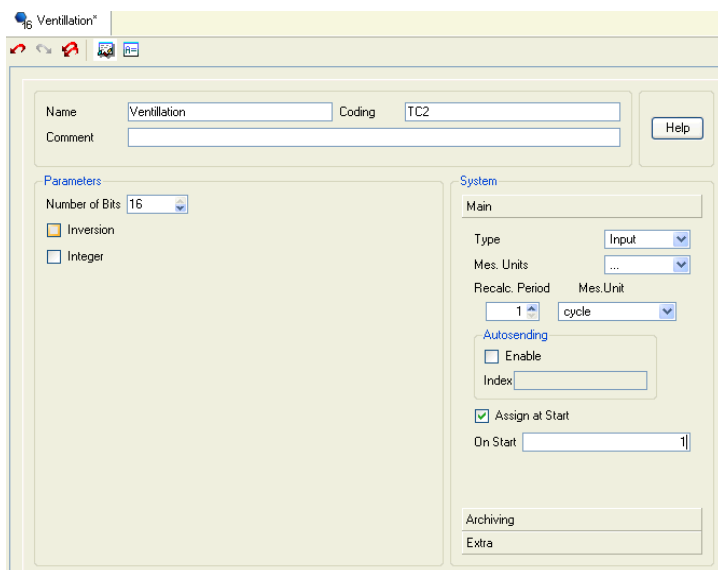 16 Ventillation*
A=
Name Ventillation Coding TC2
Comment
Help
Parameters
Number of Bits 16
Inversion
Integer
System
Main
Type Input
Mes. Units ...
Recalc. Period Mes.Unit
1 cycle
Autosending
Enable
Index
Assign at Start
On Start 1
Archiving
Extra